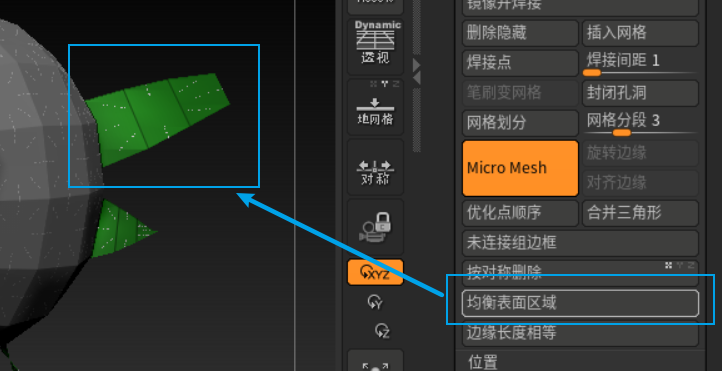 镜像并焊接
Dynamic
透视
删除隐藏
插入网格
焊接点
焊接间距 1
X Y Z
地网格
笔刷变网格
封闭孔洞
网格划分
网格分段 3
对称
Micro Mesh
旋转边缘
对齐边缘
优化点顺序
合并三角形
未连接组边框
XYZ
按对称删除
X Y Z
Y
均衡表面区域
Z
边缘长度相等
位置